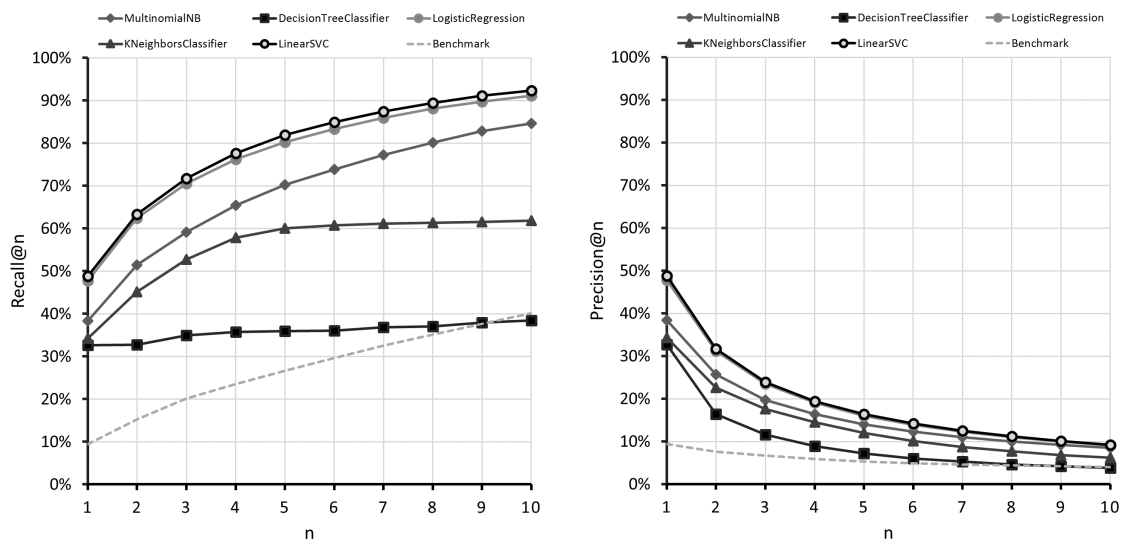 MultinomialNB DecisionTreeClassifier LogisticRegression
KNeighborsClassifier LinearSVC Benchmark
100%
90%
80%
70%
60%
50%
40%
30%
20%
10%
0%
Recall@n
1 2 3 4 5 6 7 8 9 10
n
MultinomialNB DecisionTreeClassifier LogisticRegression
KNeighborsClassifier LinearSVC Benchmark
100%
90%
80%
70%
60%
50%
40%
30%
20%
10%
0%
Precision@n
1 2 3 4 5 6 7 8 9 10
n